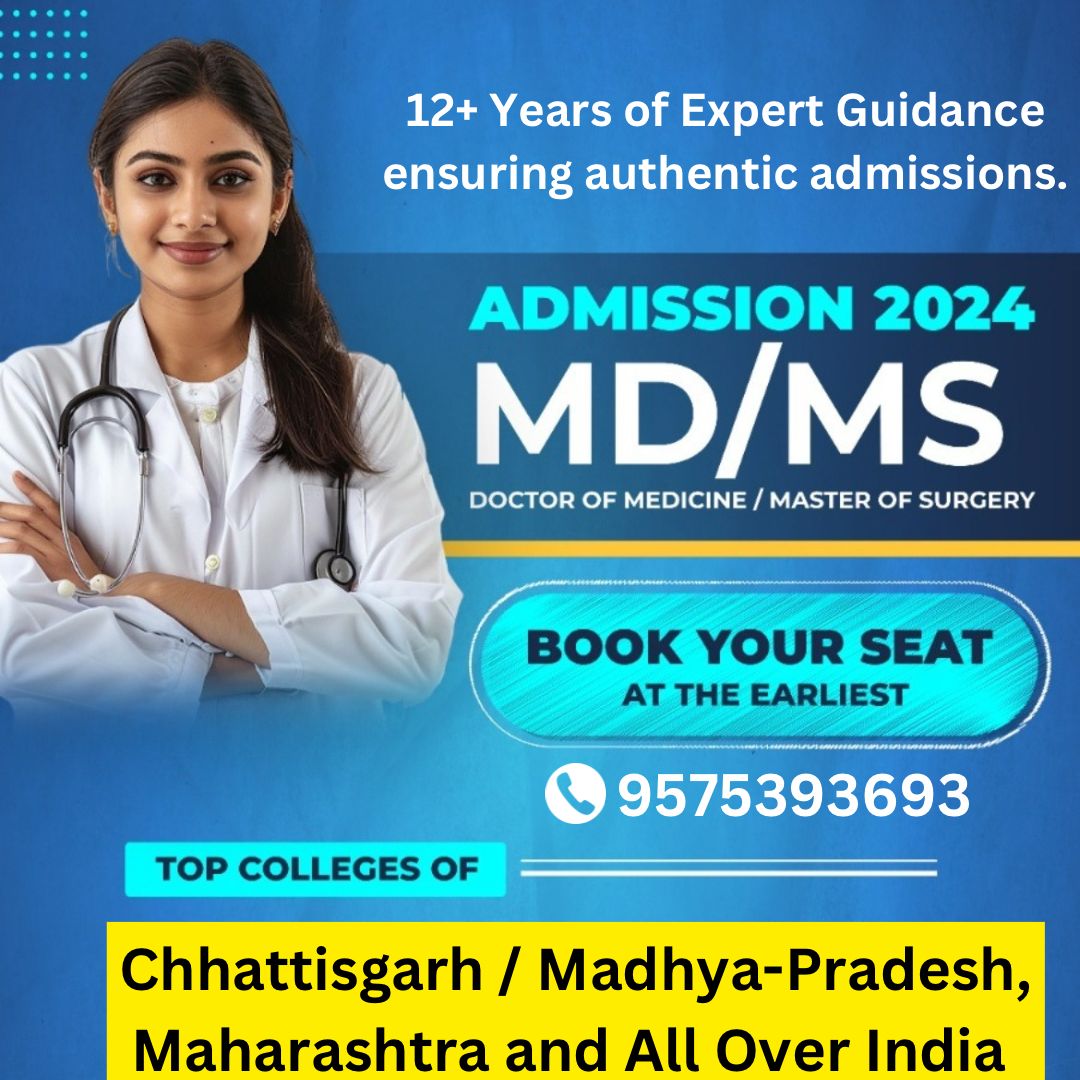 12+ Years of Expert Guidance
ensuring authentic admissions.
ADMISSION 2024
MD/MS
DOCTOR OF MEDICINE / MASTER OF SURGERY
BOOK YOUR SEAT
AT THE EARLIEST
9575393693
TOP COLLEGES OF
Chhattisgarh / Madhya-Pradesh,
Maharashtra and All Over India